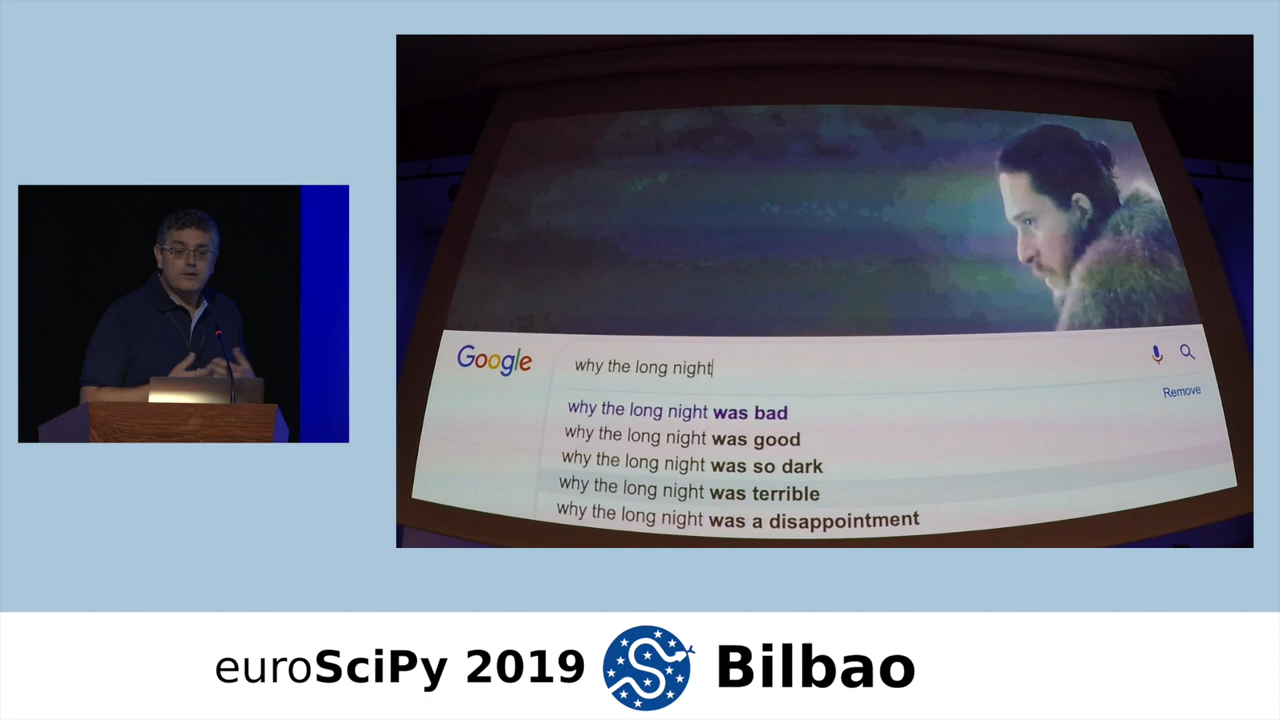 Google
why the long night
Remove
why the long night was bad
why the long night was good
why the long night was so dark
why the long night was terrible
why the long night was a disappointment
euroSciPy 2019 Bilbao